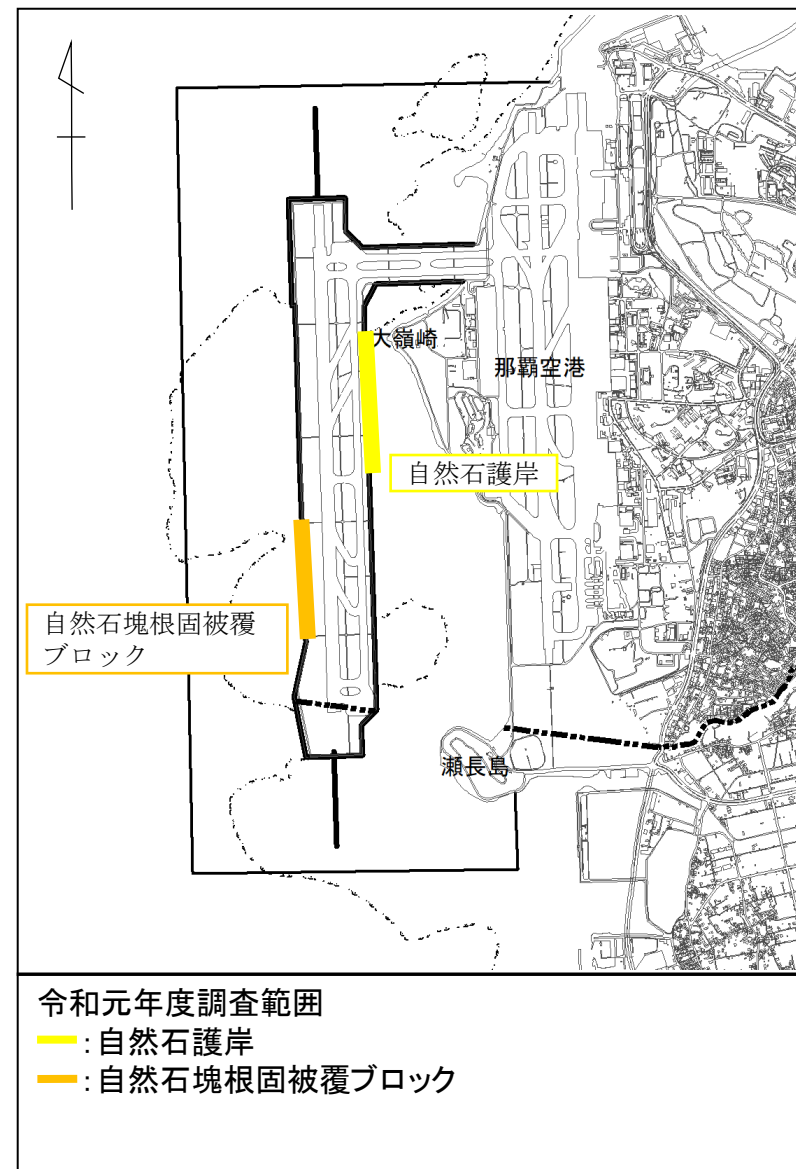 大嶺崎
那覇空港
自然石護岸
自然石塊根固被覆
ブロック
瀬長島
令和元年度調査範囲
:自然石護岸
:自然石塊根固被覆ブロック